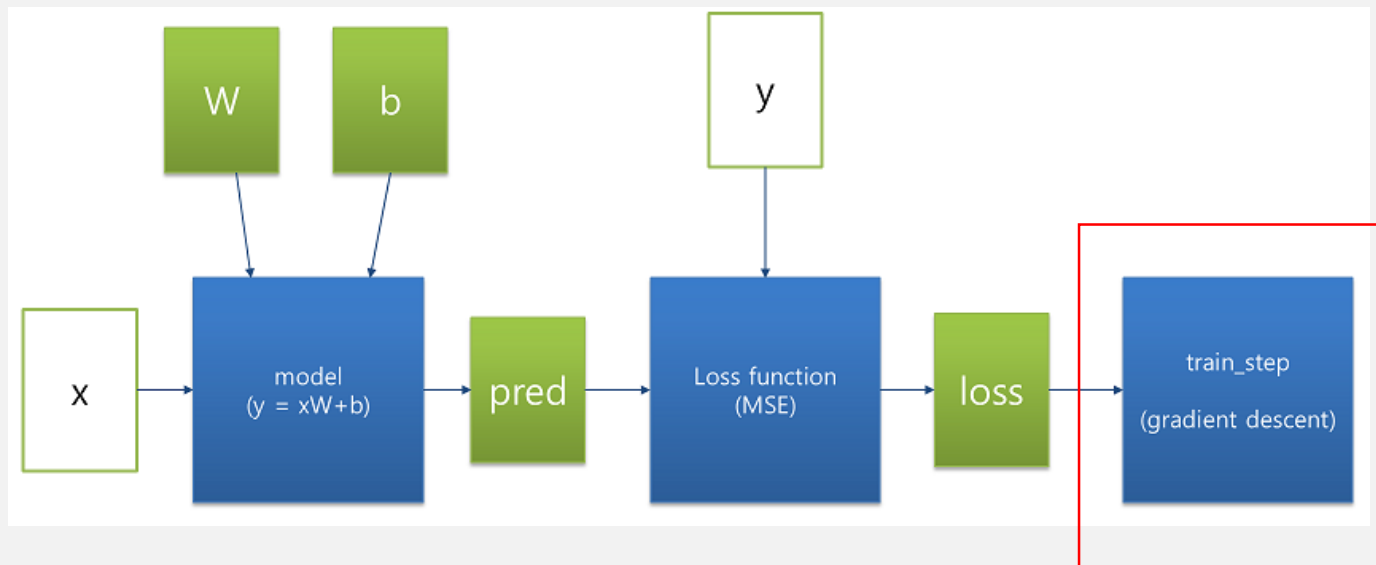 W
b
y
x
model
(y = xW+b)
pred
Loss function
(MSE)
loss
train_step
(gradient descent)